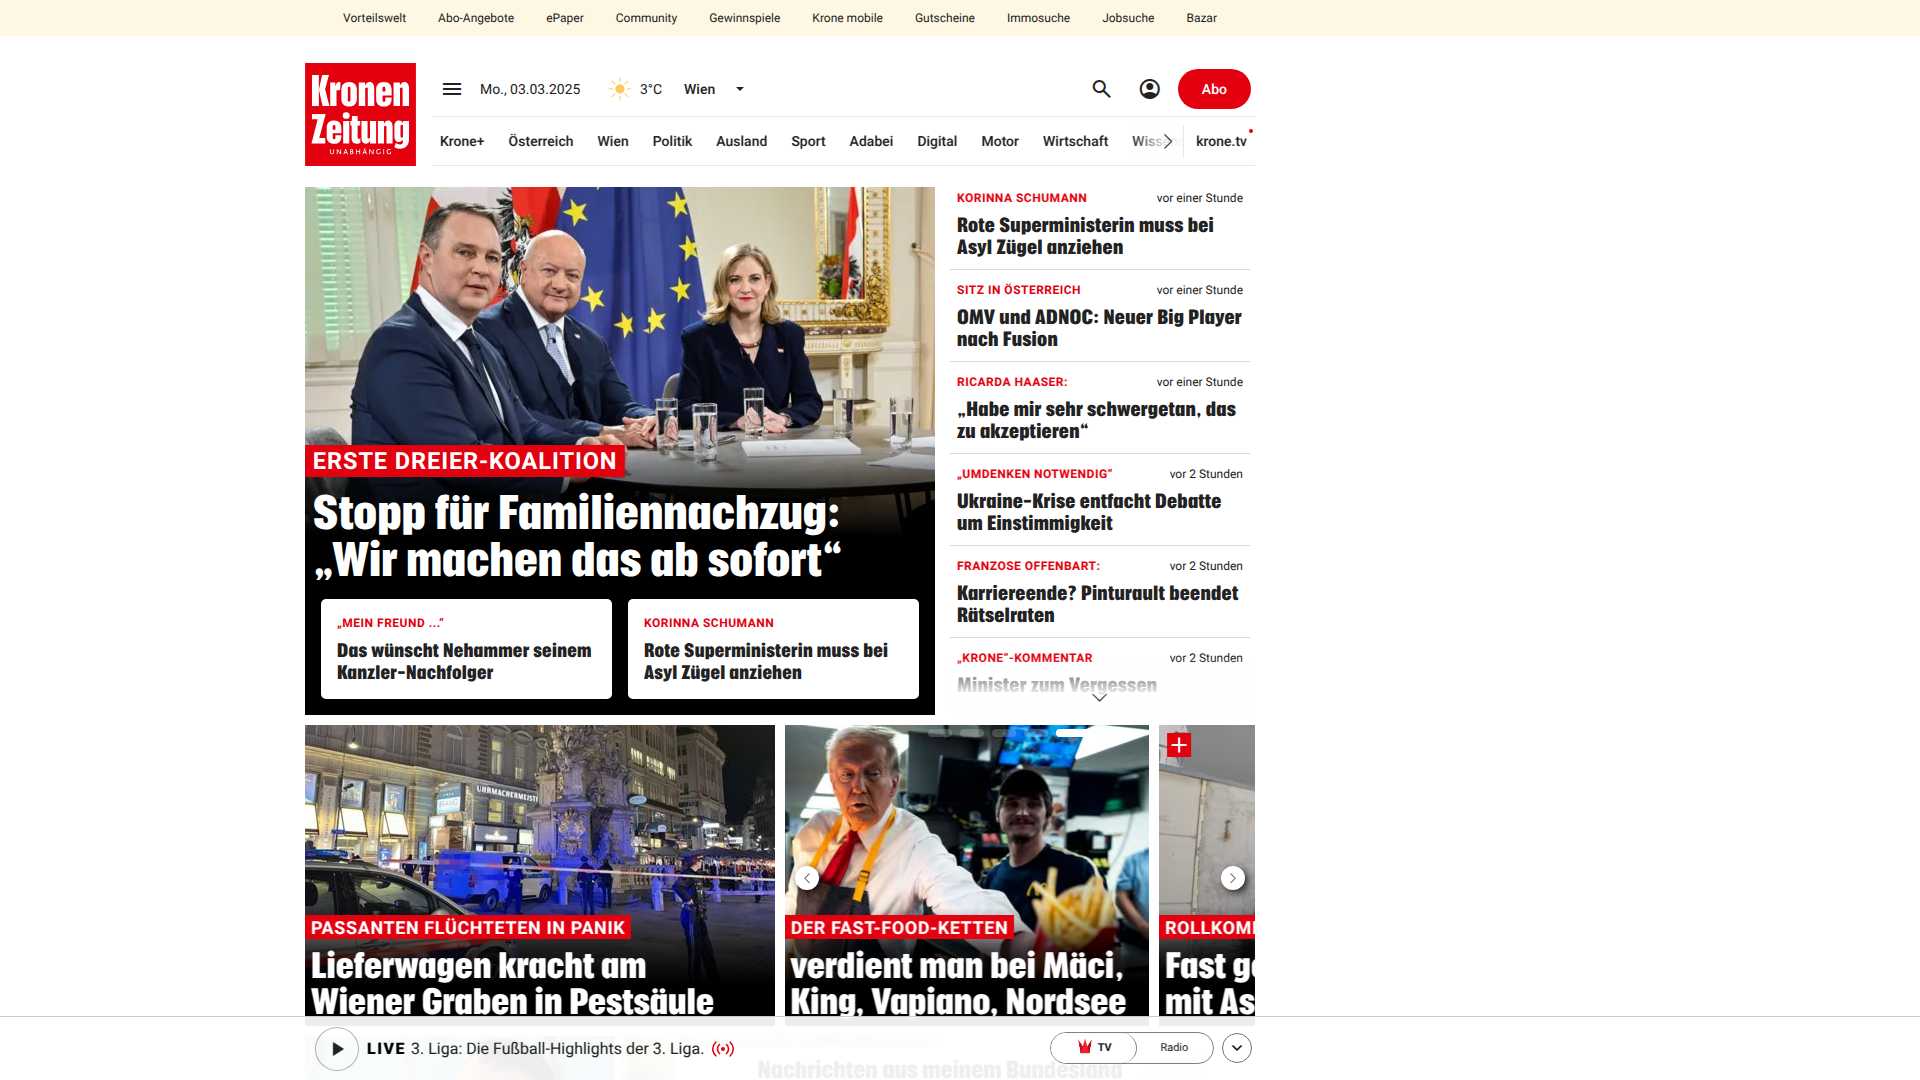 Vorteilswelt Abo-Angebote ePaper Community Gewinnspiele Krone mobile Gutscheine Immosuche Jobsuche Bazar
Kronen
Zeitung
UNABHÄNGIG
Mo., 03.03.2025 3°C Wien
Abo
Krone+ Österreich Wien Politik Ausland Sport Adabei Digital Motor Wirtschaft Wiss krone.tv
ERSTE DREIER-KOALITION
Stopp für Familiennachzug:
„Wir machen das ab sofort“
„MEIN FREUND ...“
Das wünscht Nehammer seinem
Kanzler-Nachfolger
KORINNA SCHUMANN
Rote Superministerin muss bei
Asyl Zügel anziehen
KORINNA SCHUMANN vor einer Stunde
Rote Superministerin muss bei
Asyl Zügel anziehen
SITZ IN ÖSTERREICH vor einer Stunde
OMV und ADNOC: Neuer Big Player
nach Fusion
RICARDA HAASER: vor einer Stunde
„Habe mir sehr schwergetan, das
zu akzeptieren“
„UMDENKEN NOTWENDIG“ vor 2 Stunden
Ukraine-Krise entfacht Debatte
um Einstimmigkeit
FRANZOSE OFFENBART: vor 2 Stunden
Karriereende? Pinturault beendet
Rätselraten
„KRONE“-KOMMENTAR vor 2 Stunden
Minister zum Vergessen
UHRMACHERMEISTER
PASSANTEN FLÜCHTETEN IN PANIK
Lieferwagen kracht am
Wiener Graben in Pestsäule
DER FAST-FOOD-KETTEN
verdient man bei Mäci,
King, Vapiano, Nordsee
ROLLKOM
Fast ge
mit As
LIVE 3. Liga: Die Fußball-Highlights der 3. Liga.
TV Radio
Nachrichten aus meinem Bundesland